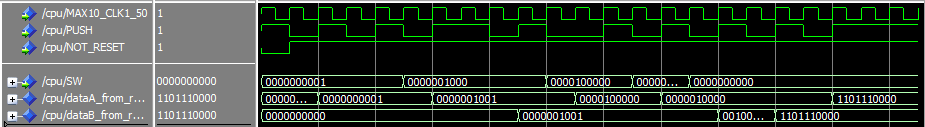 /cpu/MAX10_CLK1_50 1
/cpu/PUSH 1
/cpu/NOT_RESET 1
/cpu/SW 0000000000 0000000001 0000001000 0000100000 00000... 0000000000
/cpu/dataA_from_r... 1101110000 00000... 0000000001 0000001001 0000100000 0000010000 1101110000
/cpu/dataB_from_r... 1101110000 0000000000 0000001001 00100... 1101110000